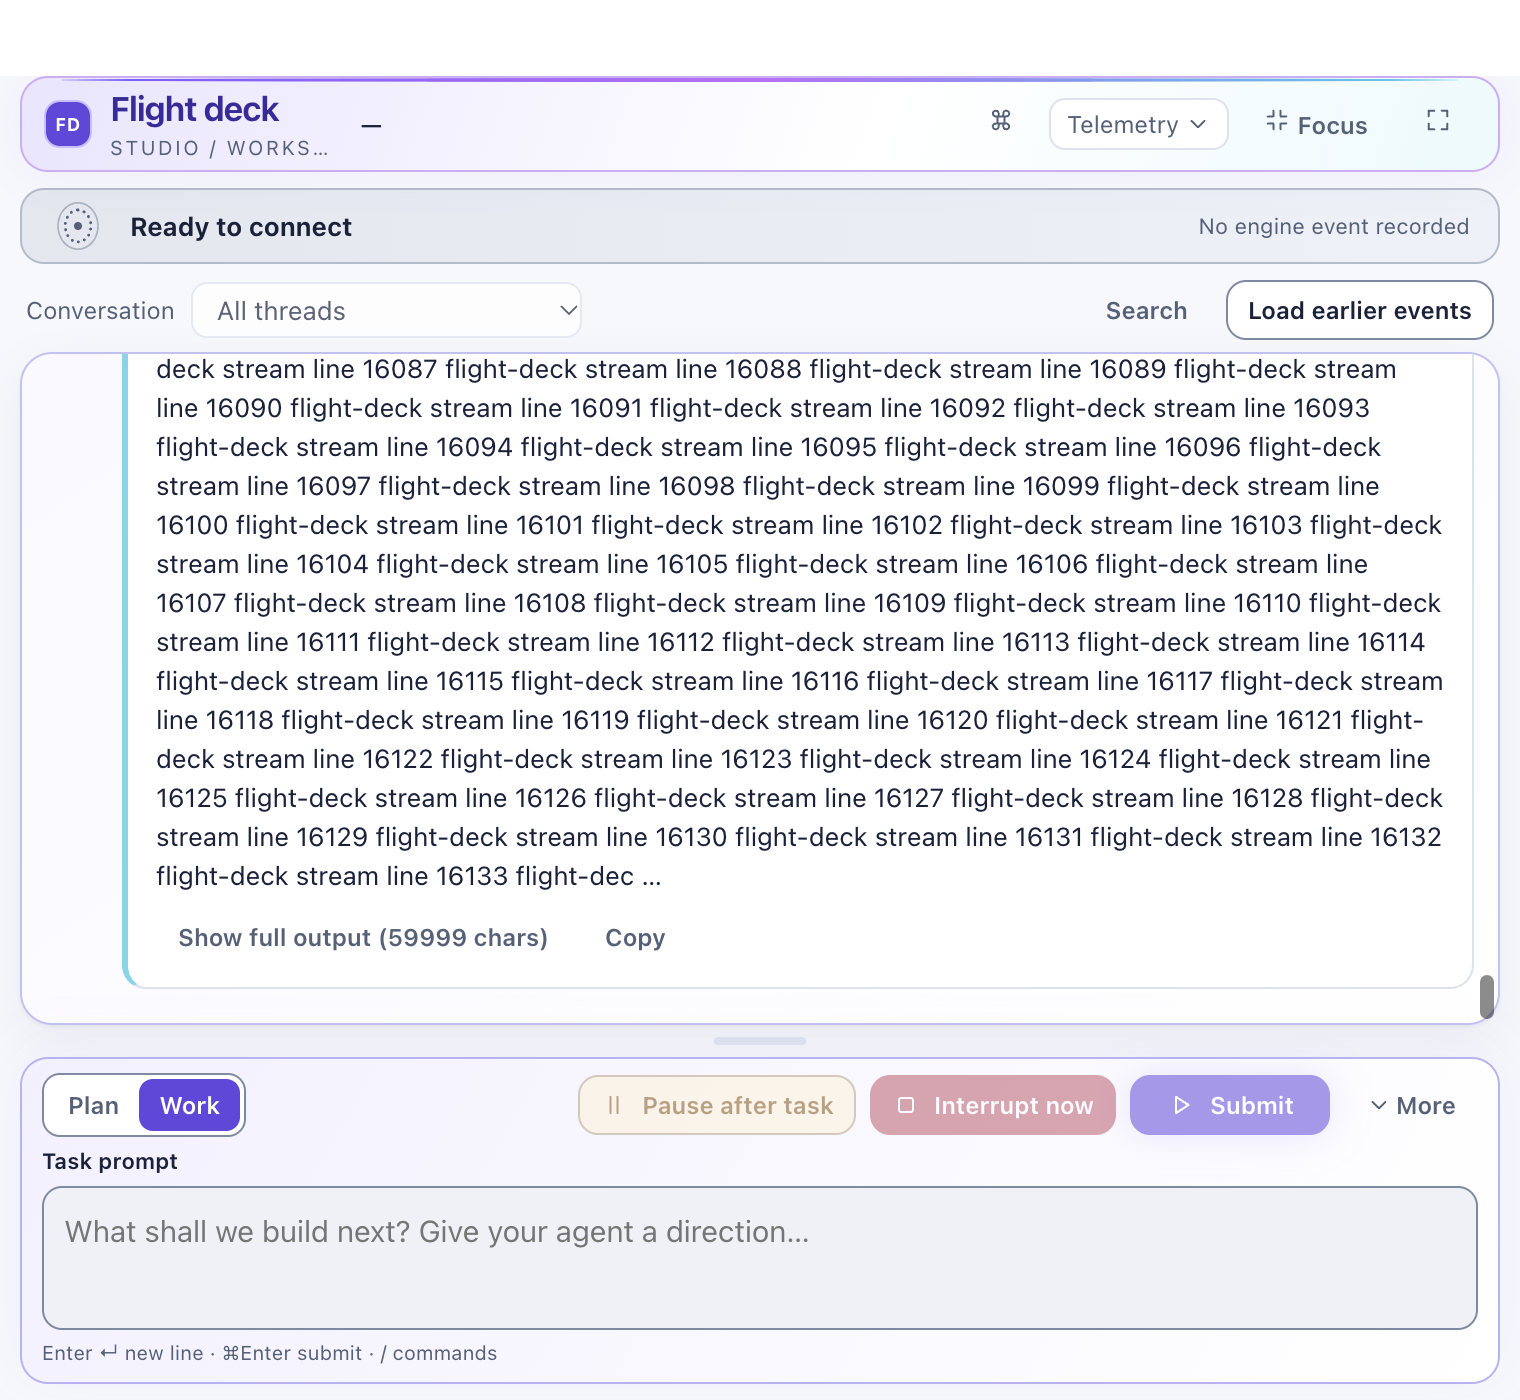 FD
Flight deck
STUDIO / WORKS…
—
⌘
Telemetry
Focus
Ready to connect
No engine event recorded
Conversation
All threads
Search
Load earlier events
deck stream line 16087 flight-deck stream line 16088 flight-deck stream line 16089 flight-deck stream
line 16090 flight-deck stream line 16091 flight-deck stream line 16092 flight-deck stream line 16093
flight-deck stream line 16094 flight-deck stream line 16095 flight-deck stream line 16096 flight-deck
stream line 16097 flight-deck stream line 16098 flight-deck stream line 16099 flight-deck stream line
16100 flight-deck stream line 16101 flight-deck stream line 16102 flight-deck stream line 16103 flight-deck
stream line 16104 flight-deck stream line 16105 flight-deck stream line 16106 flight-deck stream line
16107 flight-deck stream line 16108 flight-deck stream line 16109 flight-deck stream line 16110 flight-deck
stream line 16111 flight-deck stream line 16112 flight-deck stream line 16113 flight-deck stream line 16114
flight-deck stream line 16115 flight-deck stream line 16116 flight-deck stream line 16117 flight-deck stream
line 16118 flight-deck stream line 16119 flight-deck stream line 16120 flight-deck stream line 16121 flight-
deck stream line 16122 flight-deck stream line 16123 flight-deck stream line 16124 flight-deck stream line
16125 flight-deck stream line 16126 flight-deck stream line 16127 flight-deck stream line 16128 flight-deck
stream line 16129 flight-deck stream line 16130 flight-deck stream line 16131 flight-deck stream line 16132
flight-deck stream line 16133 flight-dec …
Show full output (59999 chars)
Copy
Plan
Work
Pause after task
Interrupt now
Submit
More
Task prompt
What shall we build next? Give your agent a direction…
Enter ↵ new line · ⌘Enter submit · / commands